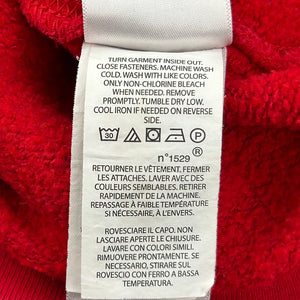 TURN GARMENT INSIDE OUT.
CLOSE FASTENERS. MACHINE WASH
COLD. WASH WITH LIKE COLORS.
ONLY NON-CHLORINE BLEACH
WHEN NEEDED. REMOVE
PROMPTLY. TUMBLE DRY LOW.
COOL IRON IF NEEDED ON REVERSE
SIDE.
30 P
n°1529 ®
RETOURNER LE VÊTEMENT, FERMER
LES ATTACHES. LAVER AVEC DES
COULEURS SEMBLABLES. RETIRER
RAPIDEMENT DE LA MACHINE.
REPASSAGE À FAIBLE TEMPÉRATURE
SI NÉCESSAIRE, À L'ENVERS.
ROVESCIARE IL CAPO. NON
LASCIARE APERTE LE CHIUSURE.
LAVARE CON COLORI SIMILI.
RIMUOVERE PRONTAMENTE. SE
NECESSARIO, STIRARE SUL
ROVESCIO CON FERRO A BASSA
TEMPERATURA.